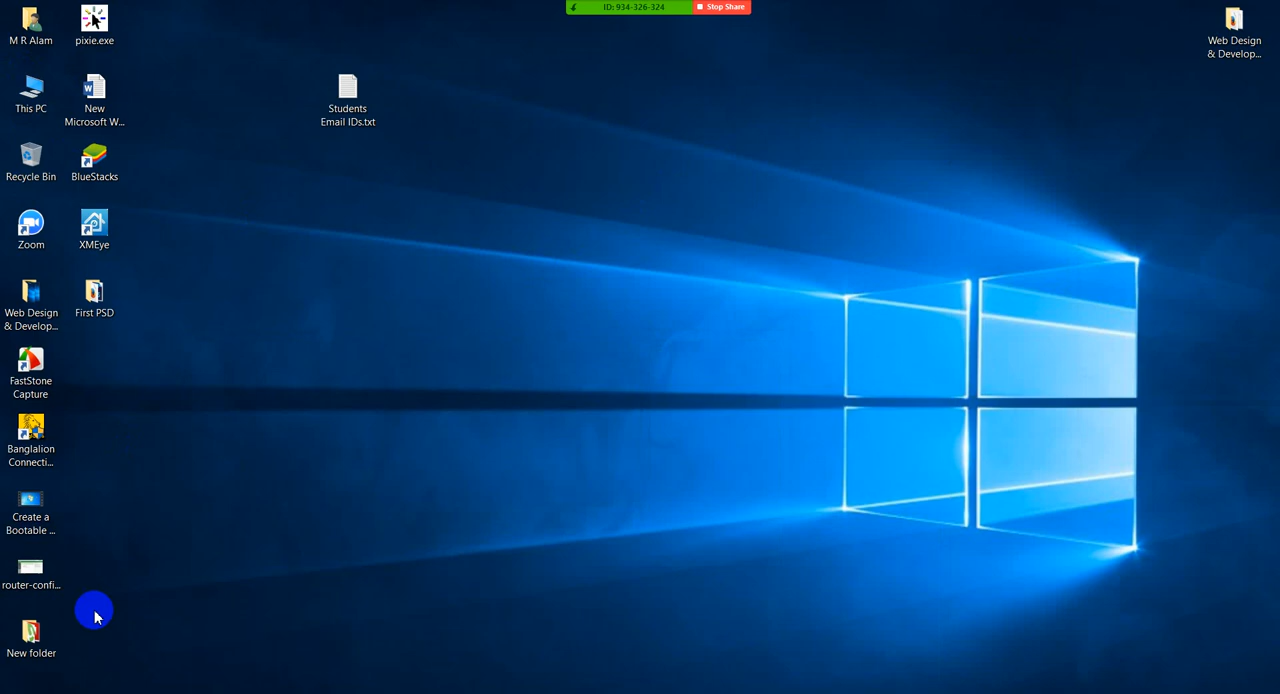 ID: 934-326-324
Stop Share
M R Alam
pixie.exe
Web Design
& Develop...
This PC
New
Microsoft W...
Students
Email IDs.txt
Recycle Bin
BlueStacks
Zoom
XMEye
Web Design
& Develop...
First PSD
FastStone
Capture
Banglalion
Connecti...
Create a
Bootable ...
router-confi...
New folder